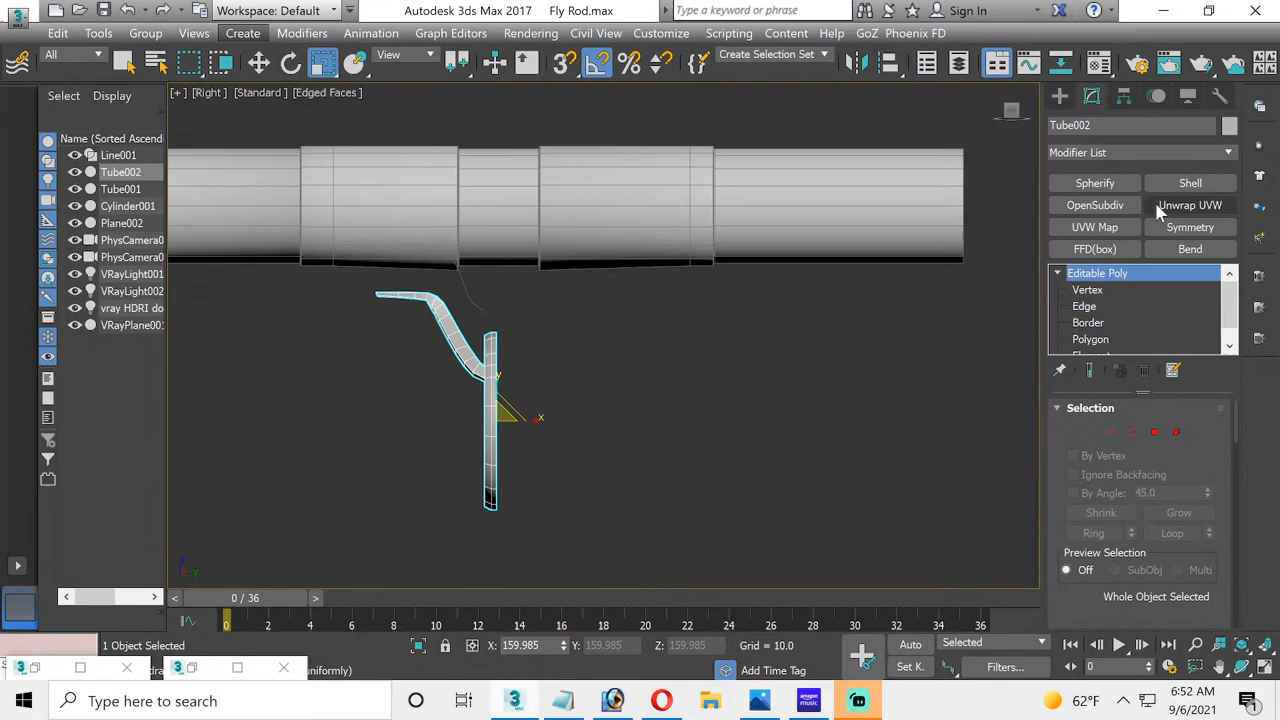 Workspace: Default
Autodesk 3ds Max 2017
Fly Rod.max
Type a keyword or phrase
Sign In
Edit
Tools
Group
Views
Create
Modifiers
Animation
Graph Editors
Rendering
Civil View
Customize
Scripting
Content
Help
GoZ
Phoenix FD
All
View
Create Selection Set
Select
Display
[+] [Right] [Standard] [Edged Faces]
Name (Sorted Ascend
Line001
Tube002
Tube001
Cylinder001
Plane002
PhysCamera0
PhysCamera0
VRayLight001
VRayLight002
vray HDRI do
VRayPlane00
y
x
z
y
Tube002
Modifier List
Spherify
Shell
OpenSubdiv
Unwrap UVW
UVW Map
Symmetry
FFD(box)
Bend
Editable Poly
Vertex
Edge
Border
Polygon
Element
Selection
By Vertex
Ignore Backfacing
By Angle:
45.0
Shrink
Grow
Ring
Loop
Preview Selection
Off
SubObj
Multi
Whole Object Selected
0 / 36
0 2 4 6 8 10 12 14 16 18 20 22 24 26 28 30 32 34 36
1 Object Selected
X: 159.985
Y: 159.985
Z: 159.985
Grid = 10.0
Auto
Selected
niformly)
Add Time Tag
Set K.
Filters...
0
Type here to search
amazon music
62°F
6:52 AM
9/6/2021
1